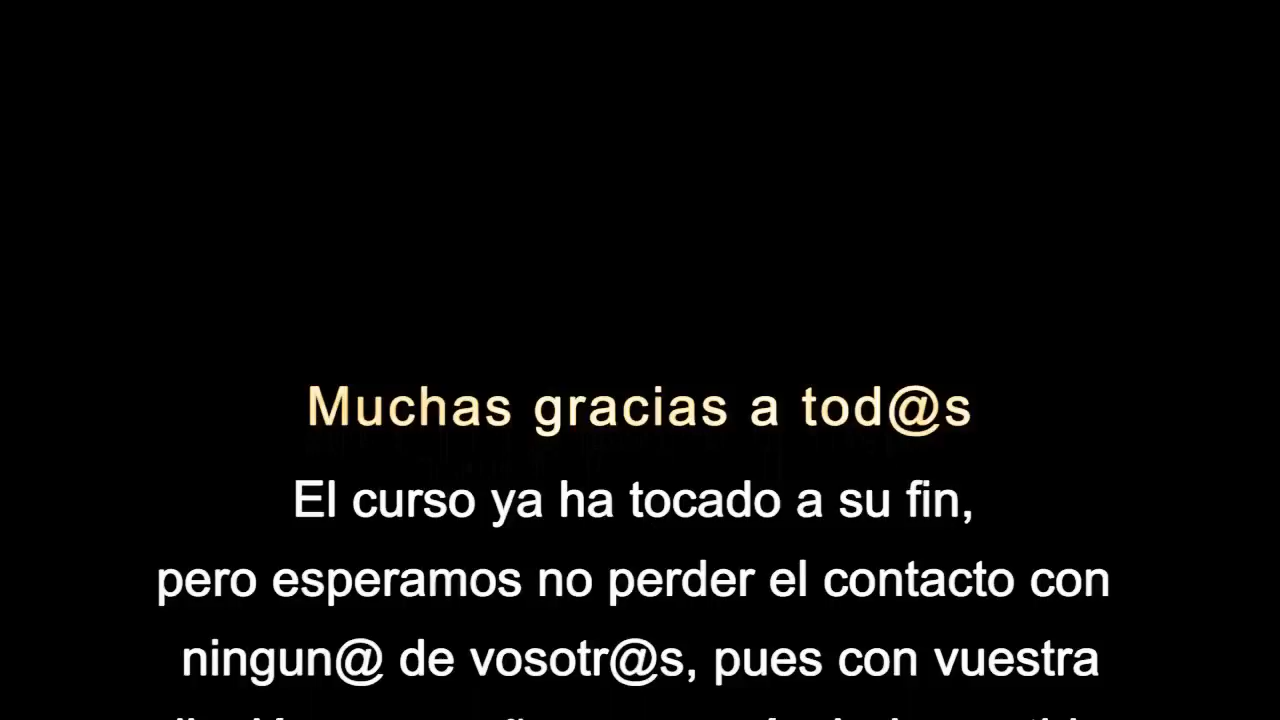 Muchas gracias a tod@s
El curso ya ha tocado a su fin,
pero esperamos no perder el contacto con
ningun@ de vosotr@s, pues con vuestra